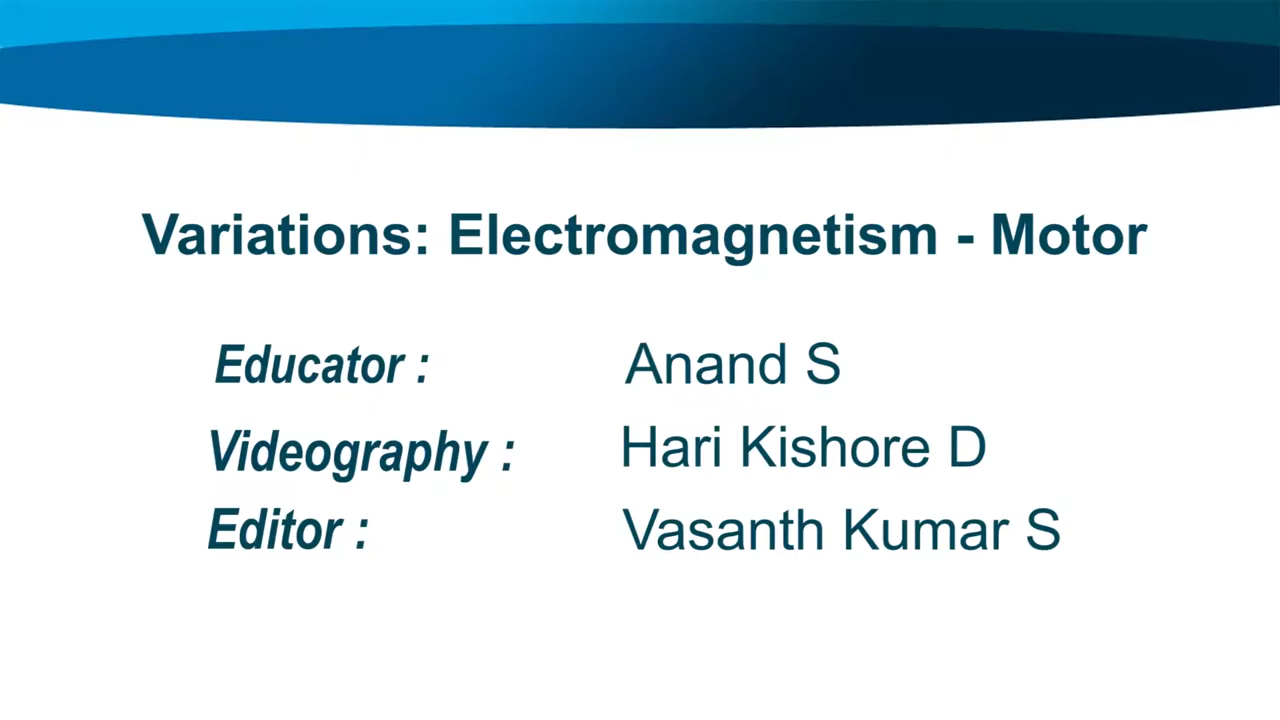 Variations: Electromagnetism - Motor
Educator : Anand S
Videography : Hari Kishore D
Editor : Vasanth Kumar S